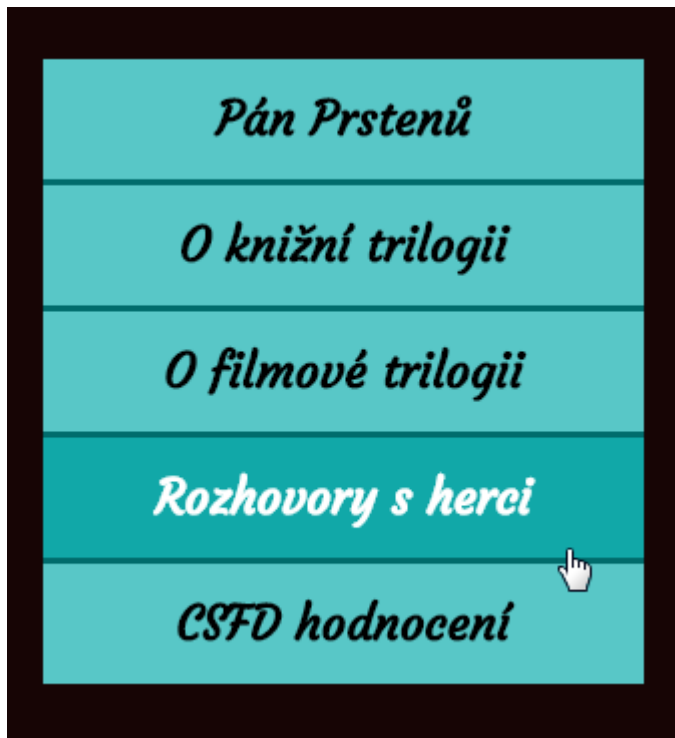 Pán Prstenů
O knižní trilogii
O filmové trilogii
Rozhovory s herci
CSFD hodnocení